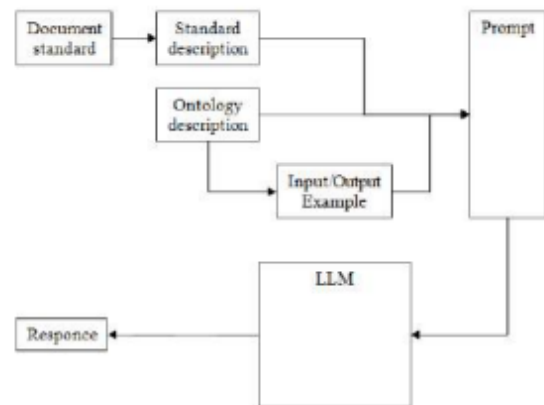 Document
standard
Standard
description
Prompt
Ontology
description
Input/Output
Example
LLM
Responce